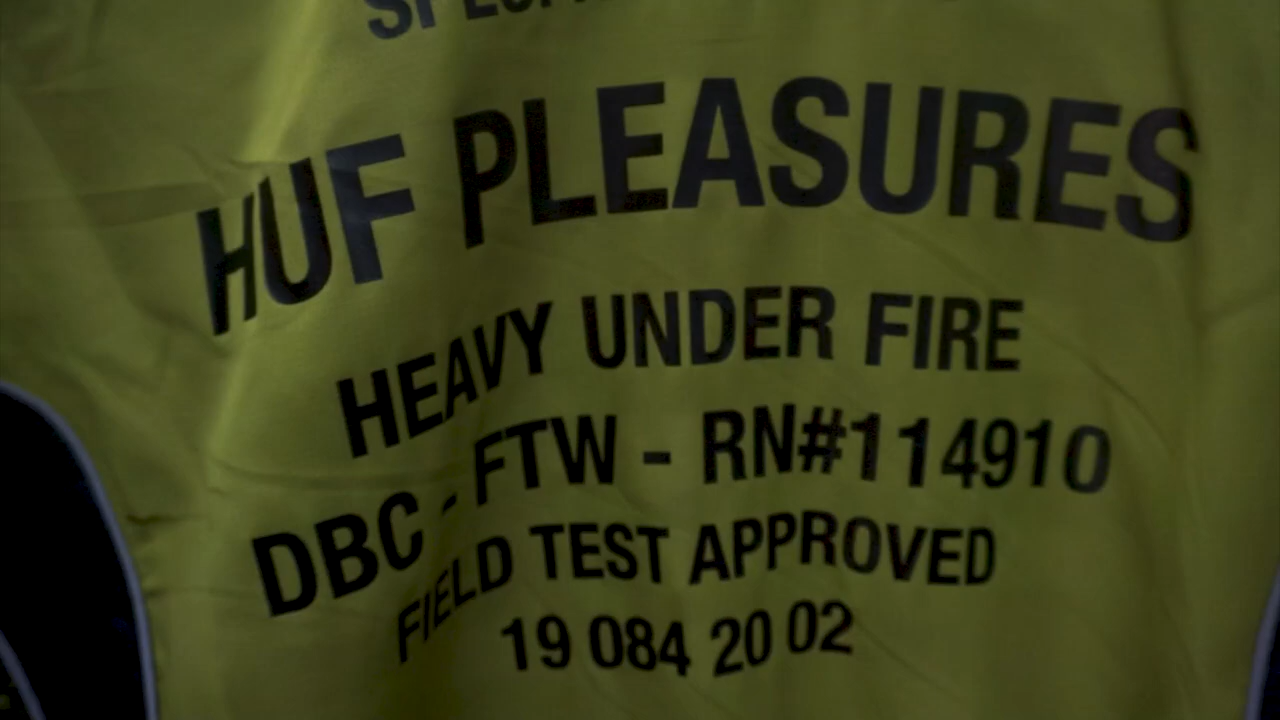 HUF PLEASURES
HEAVY UNDER FIRE
DBC - FTW - RN#114910
FIELD TEST APPROVED
19 084 20 02